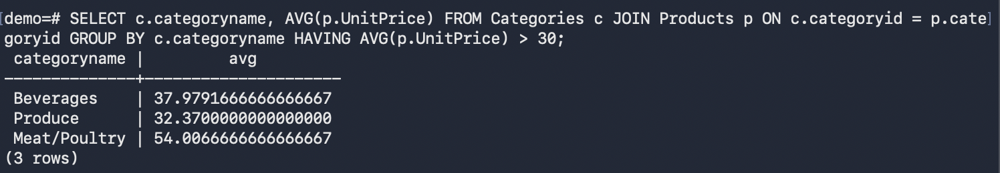 [demo=# SELECT c.categoryname, AVG(p.UnitPrice) FROM Categories c JOIN Products p ON c.categoryid = p.cate]
goryid GROUP BY c.categoryname HAVING AVG(p.UnitPrice) > 30;
 categoryname |         avg
--------------+---------------------
 Beverages    | 37.9791666666666667
 Produce      | 32.3700000000000000
 Meat/Poultry | 54.0066666666666667
(3 rows)